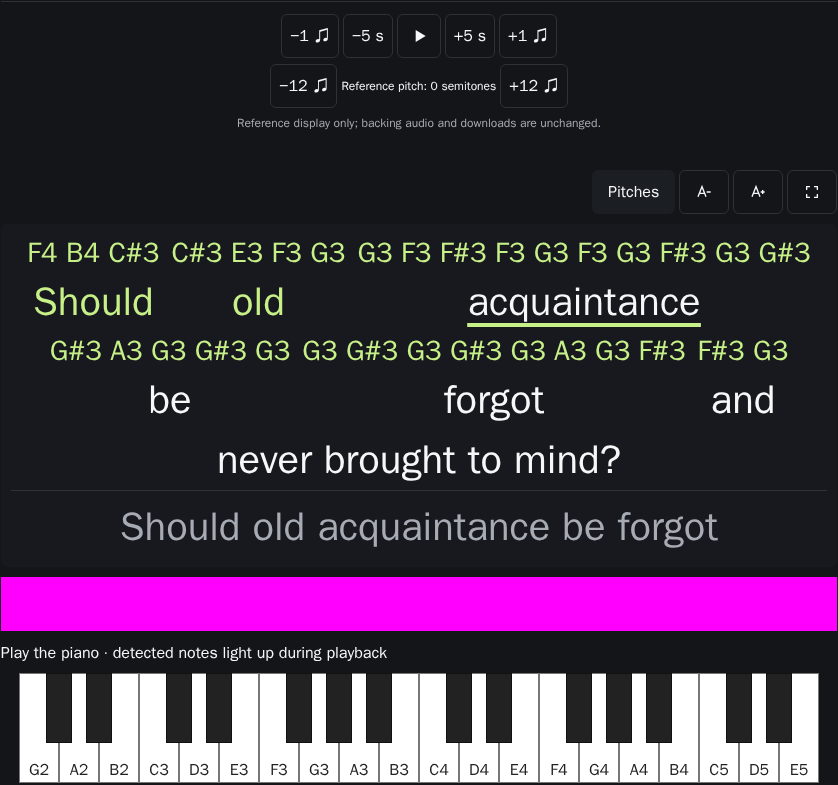 −1 ♫ −5 s ▶ +5 s +1 ♫
−12 ♫ Reference pitch: 0 semitones +12 ♫
Reference display only; backing audio and downloads are unchanged.
Pitches A- A+
F4 B4 C#3 C#3 E3 F3 G3 G3 F3 F#3 F3 G3 F3 G3 F#3 G3 G#3
Should old acquaintance
G#3 A3 G3 G#3 G3 G3 G#3 G3 G#3 G3 A3 G3 F#3 F#3 G3
be forgot and
never brought to mind?
Should old acquaintance be forgot
Play the piano · detected notes light up during playback
G2 A2 B2 C3 D3 E3 F3 G3 A3 B3 C4 D4 E4 F4 G4 A4 B4 C5 D5 E5